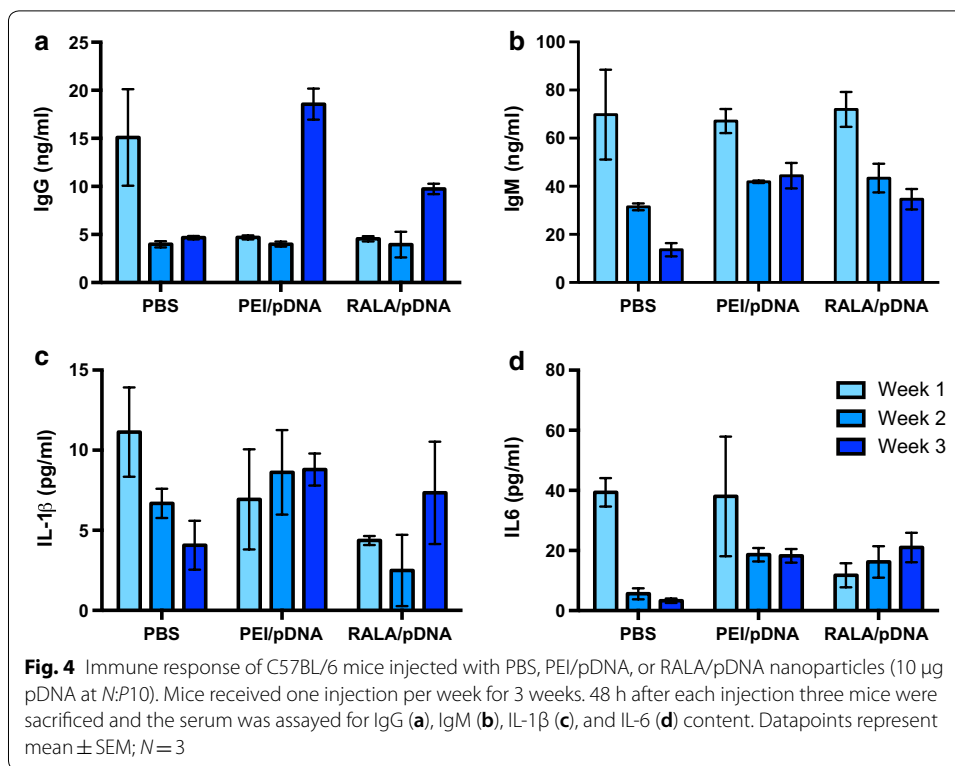 a
b
IgG (ng/ml)
25
20
15
10
5
0
PBS PEI/pDNA RALA/pDNA
IgM (ng/ml)
100
80
60
40
20
0
PBS PEI/pDNA RALA/pDNA
c
d
IL-1β (pg/ml)
15
10
5
0
PBS PEI/pDNA RALA/pDNA
IL6 (pg/ml)
80
60
40
20
0
PBS PEI/pDNA RALA/pDNA
Week 1
Week 2
Week 3
Fig. 4 Immune response of C57BL/6 mice injected with PBS, PEI/pDNA, or RALA/pDNA nanoparticles (10 μg
pDNA at N:P10). Mice received one injection per week for 3 weeks. 48 h after each injection three mice were
sacrificed and the serum was assayed for IgG (a), IgM (b), IL-1β (c), and IL-6 (d) content. Datapoints represent
mean ± SEM; N = 3